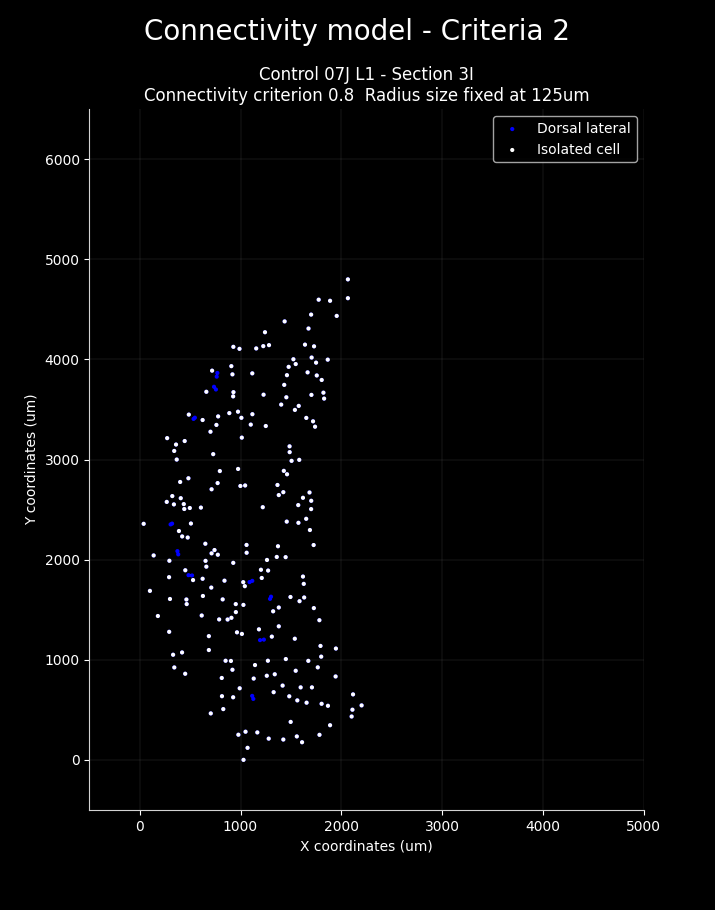 Connectivity model - Criteria 2
Control 07J L1 - Section 3I
Connectivity criterion 0.8  Radius size fixed at 125um
Dorsal lateral
Isolated cell
6000
5000
4000
3000
2000
1000
0
Y coordinates (um)
0 1000 2000 3000 4000 5000
X coordinates (um)